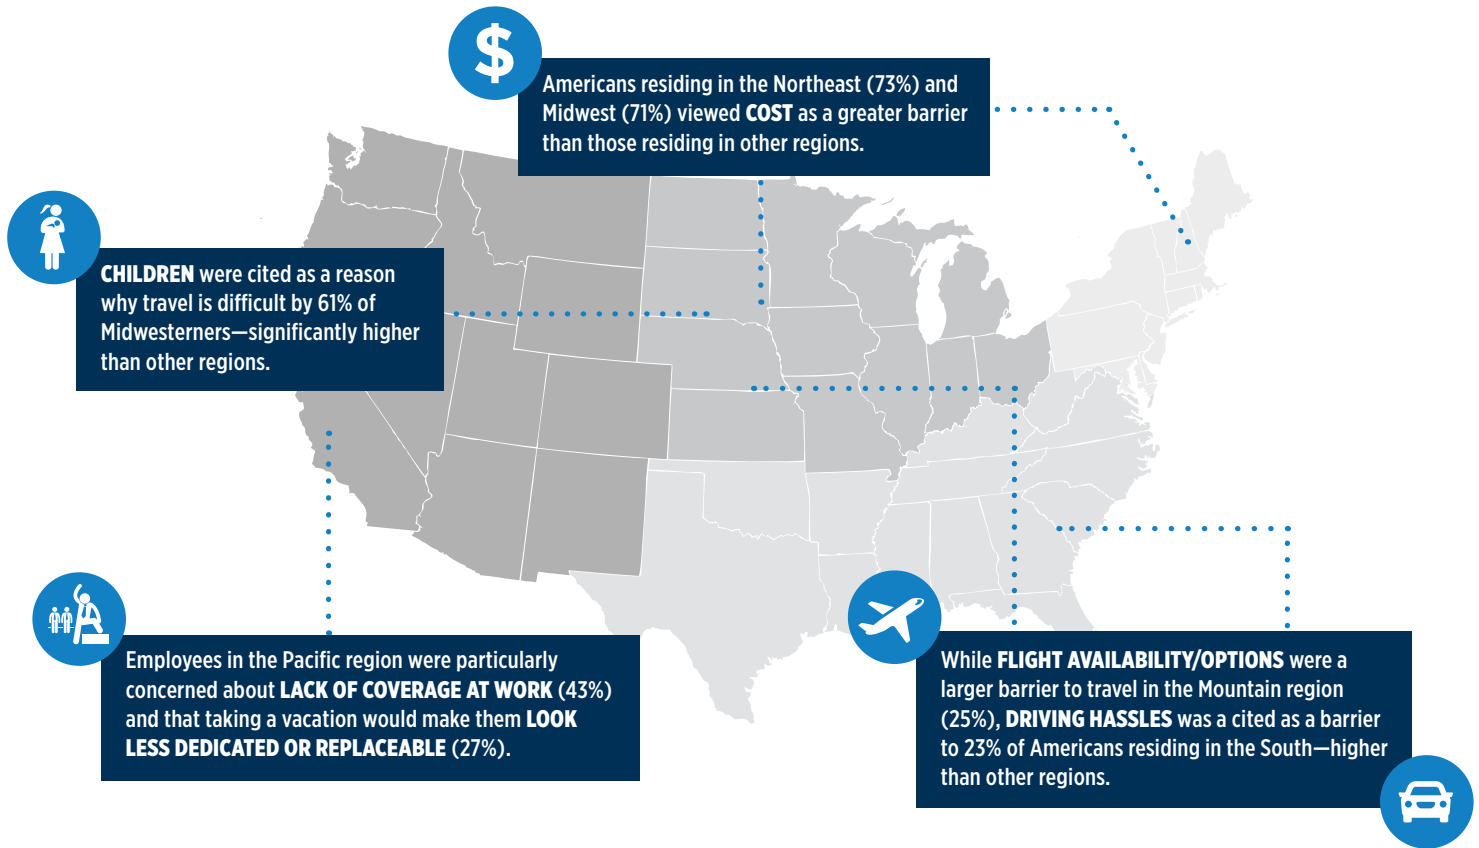 $
Americans residing in the Northeast (73%) and
Midwest (71%) viewed COST as a greater barrier
than those residing in other regions.
CHILDREN were cited as a reason
why travel is difficult by 61% of
Midwesterners—significantly higher
than other regions.
Employees in the Pacific region were particularly
concerned about LACK OF COVERAGE AT WORK (43%)
and that taking a vacation would make them LOOK
LESS DEDICATED OR REPLACEABLE (27%).
While FLIGHT AVAILABILITY/OPTIONS were a
larger barrier to travel in the Mountain region
(25%), DRIVING HASSLES was a cited as a barrier
to 23% of Americans residing in the South—higher
than other regions.